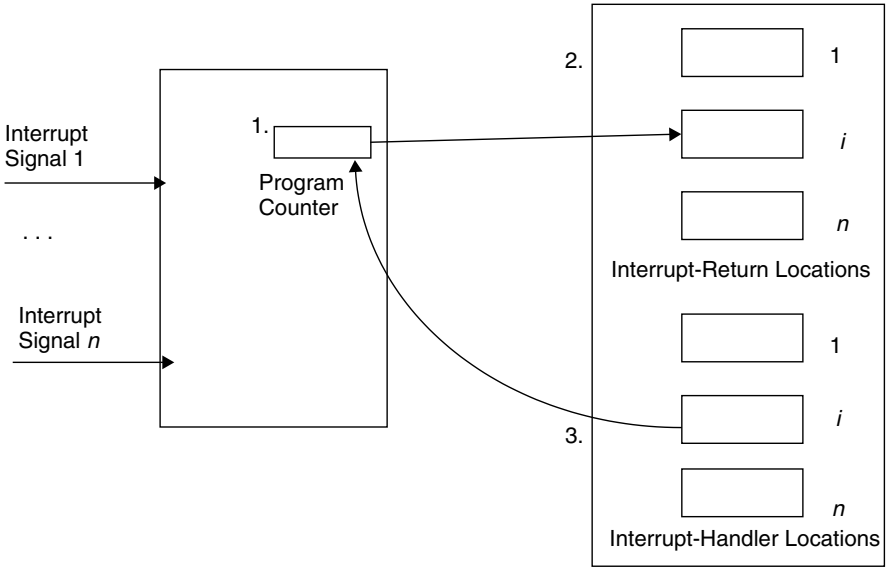 Interrupt
Signal 1
. . .
Interrupt
Signal n
1.
Program
Counter
2.
1
i
n
Interrupt-Return Locations
1
3.
i
n
Interrupt-Handler Locations